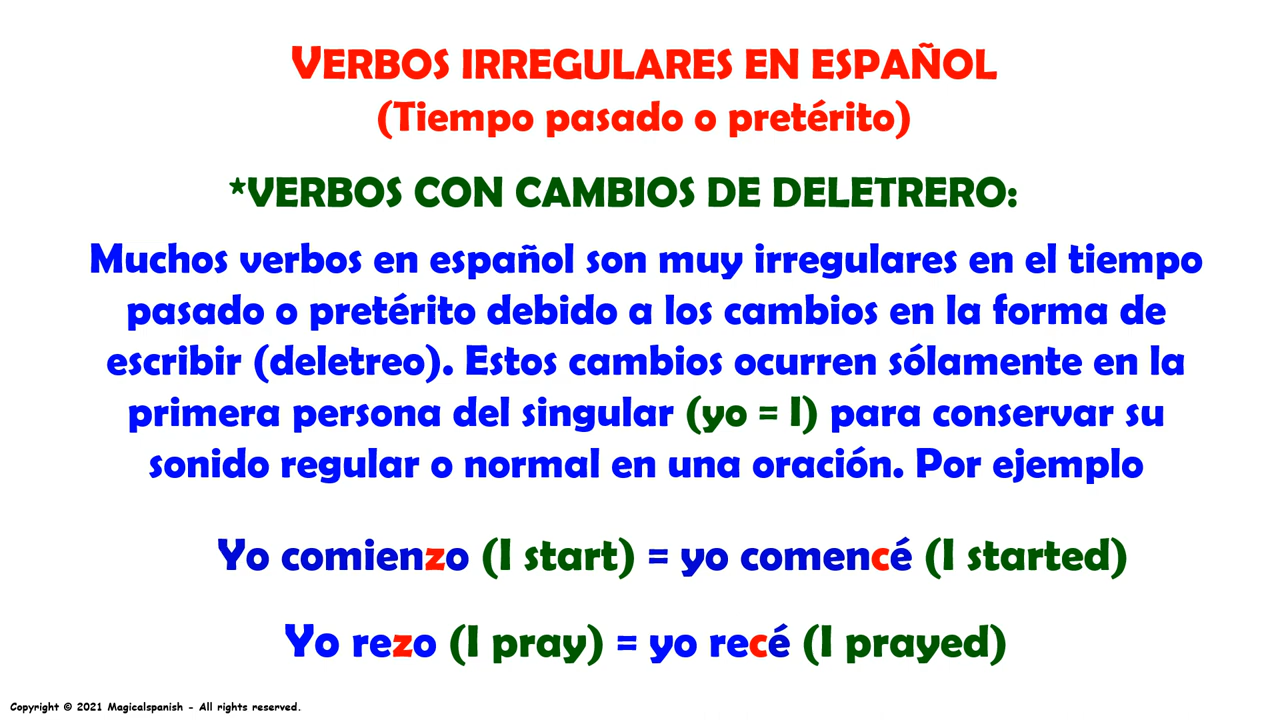 VERBOS IRREGULARES EN ESPAÑOL
(Tiempo pasado o pretérito)
*VERBOS CON CAMBIOS DE DELETRERO:
Muchos verbos en español son muy irregulares en el tiempo
pasado o pretérito debido a los cambios en la forma de
escribir (deletreo). Estos cambios ocurren sólamente en la
primera persona del singular (yo = I) para conservar su
sonido regular o normal en una oración. Por ejemplo
Yo comienzo (I start) = yo comencé (I started)
Yo rezo (I pray) = yo recé (I prayed)
Copyright © 2021 Magicalspanish - All rights reserved.